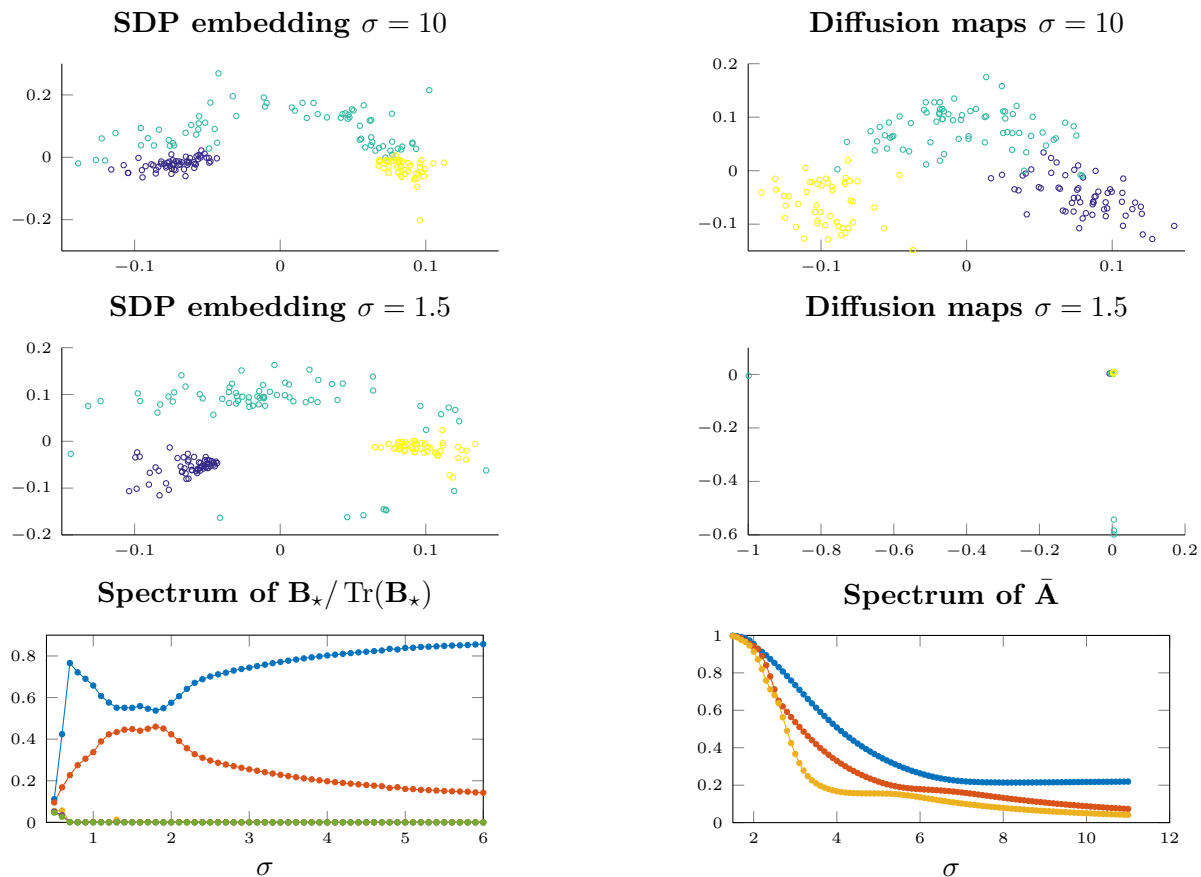 SDP embedding σ = 10
0.2
0
−0.2
−0.1 0 0.1
Diffusion maps σ = 10
0.2
0.1
0
−0.1
−0.1 0 0.1
SDP embedding σ = 1.5
0.2
0.1
0
−0.1
−0.2
−0.1 0 0.1
Diffusion maps σ = 1.5
0
−0.2
−0.4
−0.6
−1 −0.8 −0.6 −0.4 −0.2 0 0.2
Spectrum of B⋆/ Tr(B⋆)
0.8
0.6
0.4
0.2
0
1 2 3 4 5 6
σ
Spectrum of Ā
1
0.8
0.6
0.4
0.2
0
2 4 6 8 10 12
σ